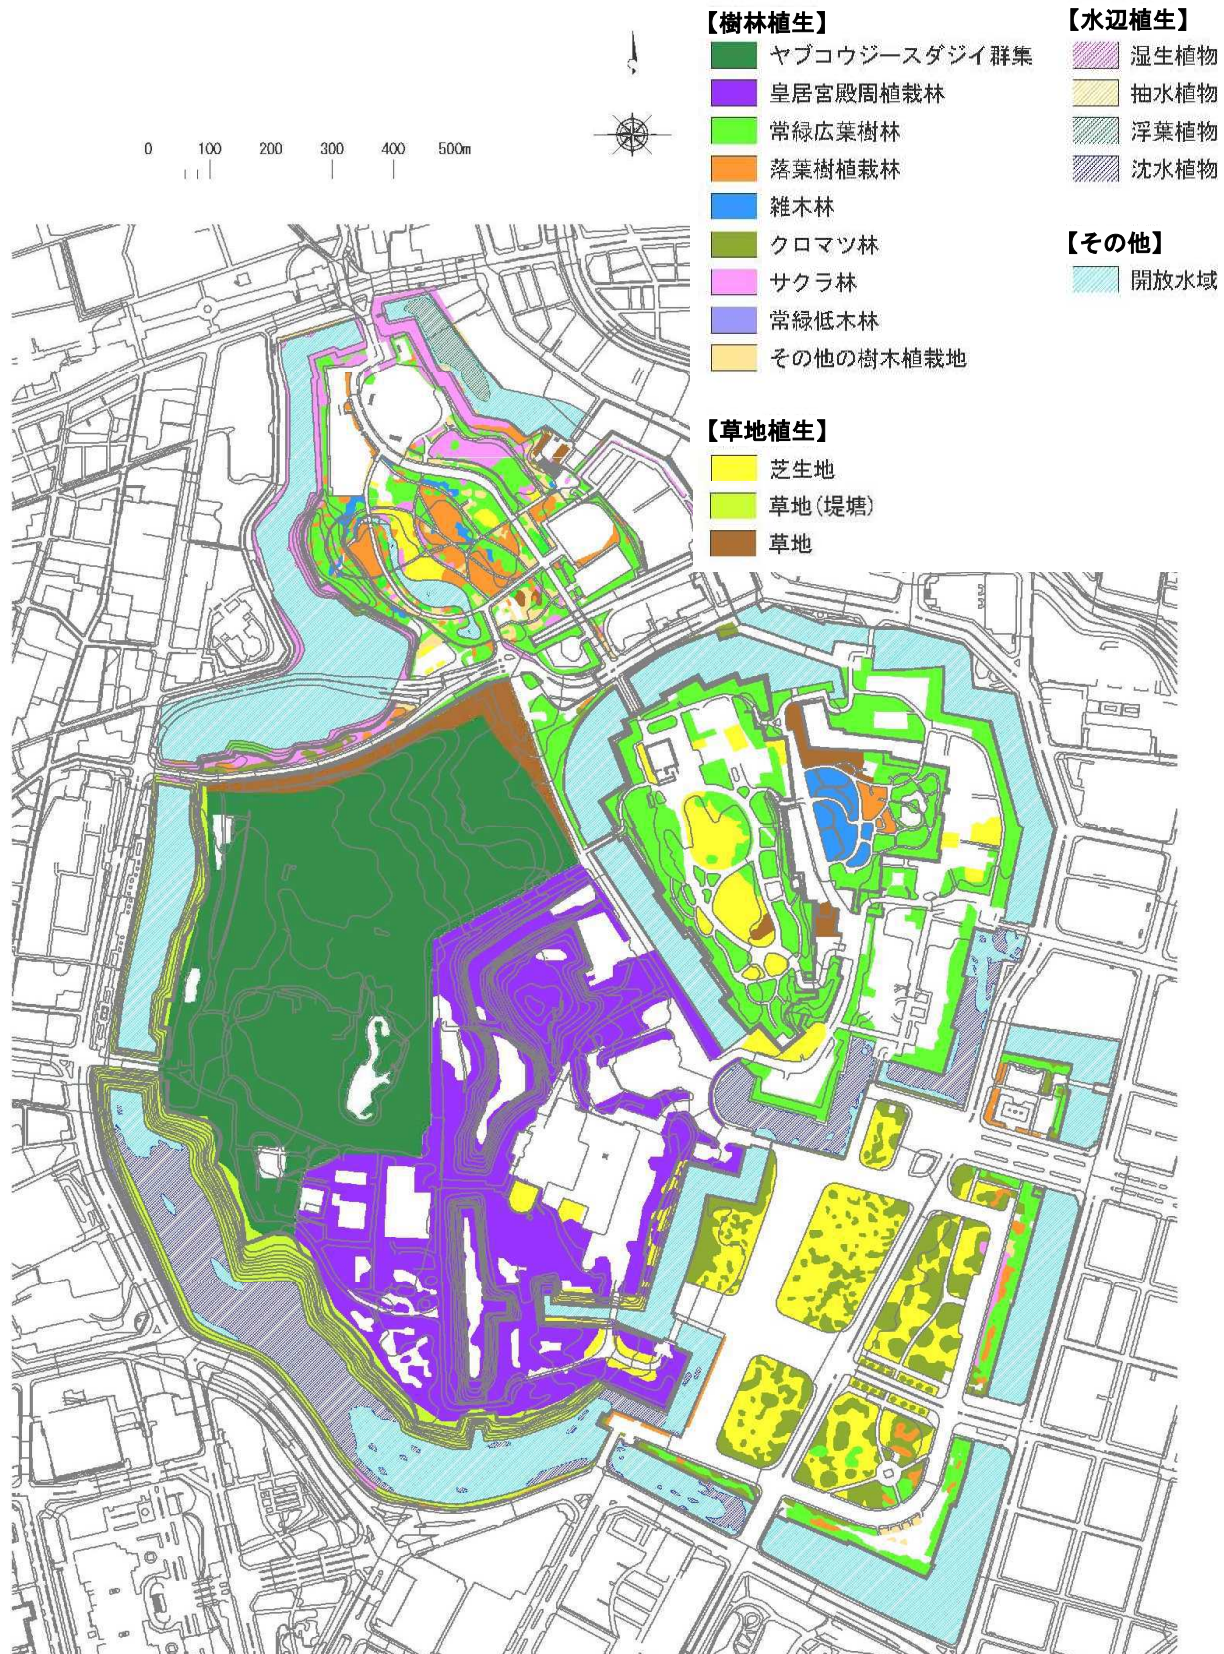 【樹林植生】
ヤブコウジースダジイ群集
皇居宮殿周植栽林
常緑広葉樹林
落葉樹植栽林
雑木林
クロマツ林
サクラ林
常緑低木林
その他の樹木植栽地
【水辺植生】
湿生植物
抽水植物
浮葉植物
沈水植物
【その他】
開放水域
【草地植生】
芝生地
草地(堤塘)
草地
0 100 200 300 400 500m